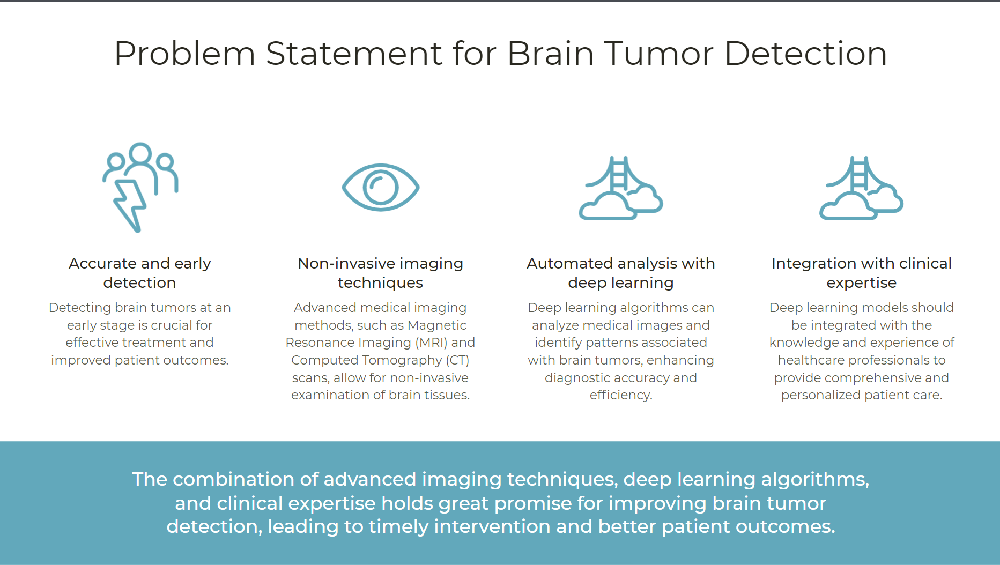 Problem Statement for Brain Tumor Detection
Accurate and early
detection
Detecting brain tumors at an
early stage is crucial for
effective treatment and
improved patient outcomes.
Non-invasive imaging
techniques
Advanced medical imaging
methods, such as Magnetic
Resonance Imaging (MRI) and
Computed Tomography (CT)
scans, allow for non-invasive
examination of brain tissues.
Automated analysis with
deep learning
Deep learning algorithms can
analyze medical images and
identify patterns associated
with brain tumors, enhancing
diagnostic accuracy and
efficiency.
Integration with clinical
expertise
Deep learning models should
be integrated with the
knowledge and experience of
healthcare professionals to
provide comprehensive and
personalized patient care.
The combination of advanced imaging techniques, deep learning algorithms,
and clinical expertise holds great promise for improving brain tumor
detection, leading to timely intervention and better patient outcomes.